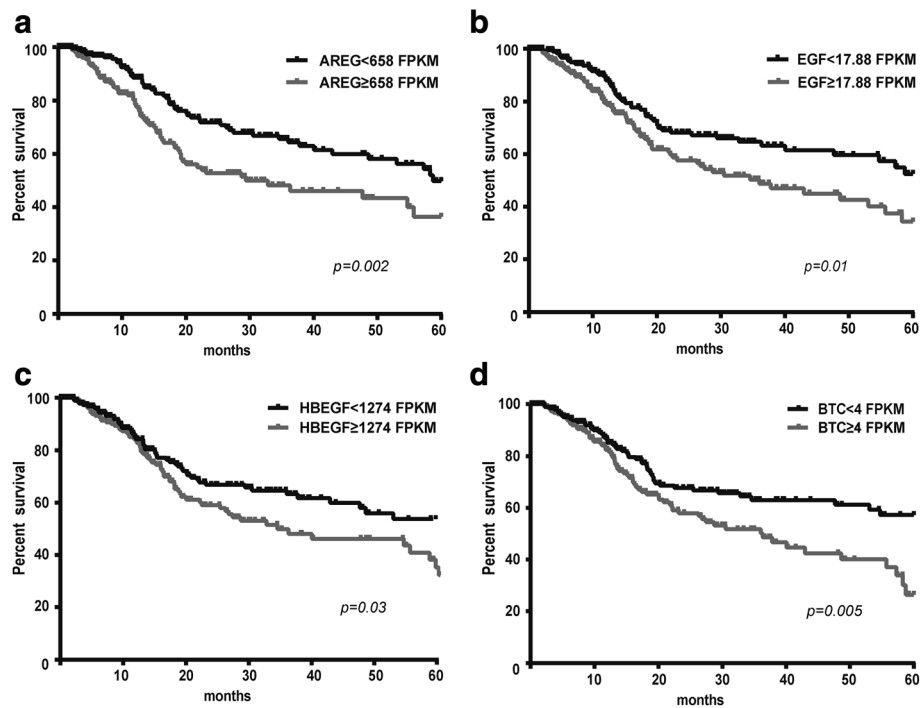 a
100
80
60
40
20
0
Percent survival
AREG<658 FPKM
AREG≥658 FPKM
p=0.002
10 20 30 40 50 60
months
b
100
80
60
40
20
0
Percent survival
EGF<17.88 FPKM
EGF≥17.88 FPKM
p=0.01
10 20 30 40 50 60
months
c
100
80
60
40
20
0
Percent survival
HBEGF<1274 FPKM
HBEGF≥1274 FPKM
p=0.03
10 20 30 40 50 60
months
d
100
80
60
40
20
0
Percent survival
BTC<4 FPKM
BTC≥4 FPKM
p=0.005
10 20 30 40 50 60
months